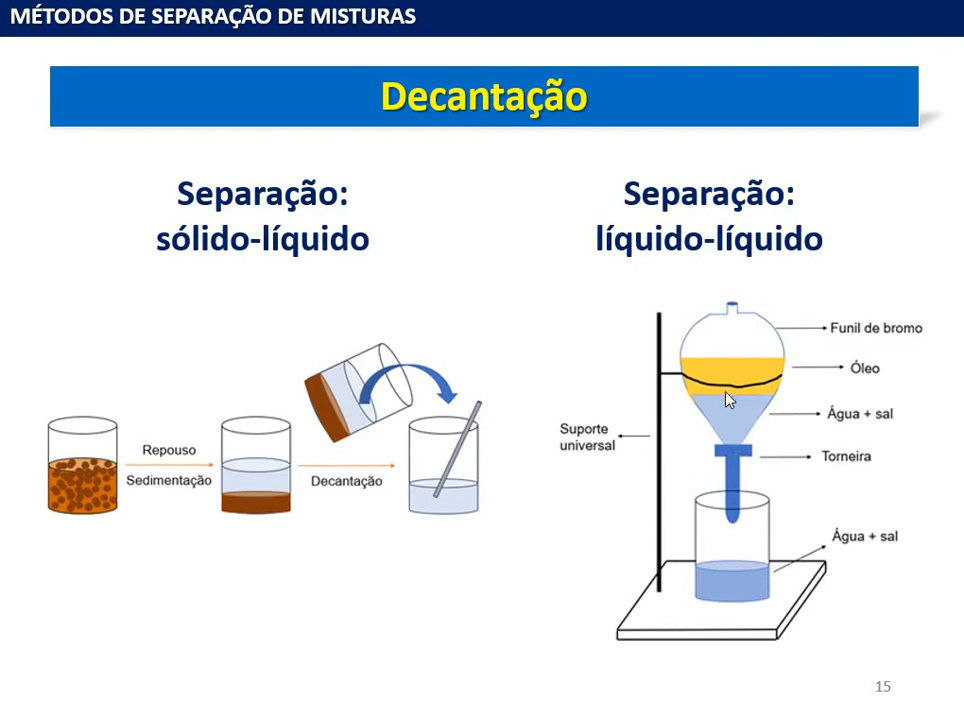 MÉTODOS DE SEPARAÇÃO DE MISTURAS
Decantação
Separação:
sólido-líquido
Repouso
Sedimentação
Decantação
Separação:
líquido-líquido
Funil de bromo
Óleo
Água + sal
Suporte
universal
Torneira
Água + sal
15